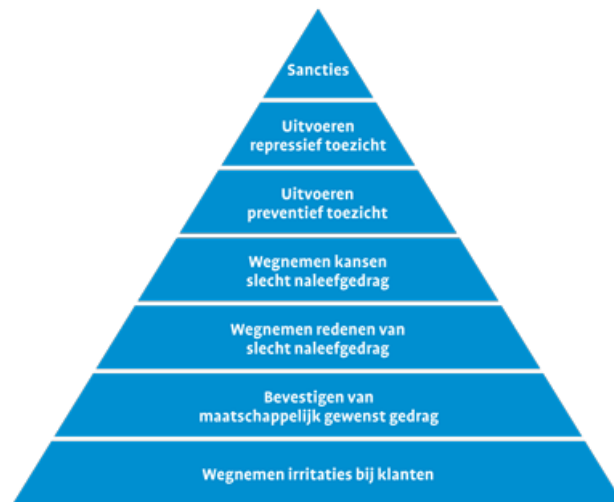 Sancties
Uitvoeren
repressief toezicht
Uitvoeren
preventief toezicht
Wegnemen kansen
slecht naleefgedrag
Wegnemen redenen van
slecht naleefgedrag
Bevestigen van
maatschappelijk gewenst gedrag
Wegnemen irritaties bij klanten